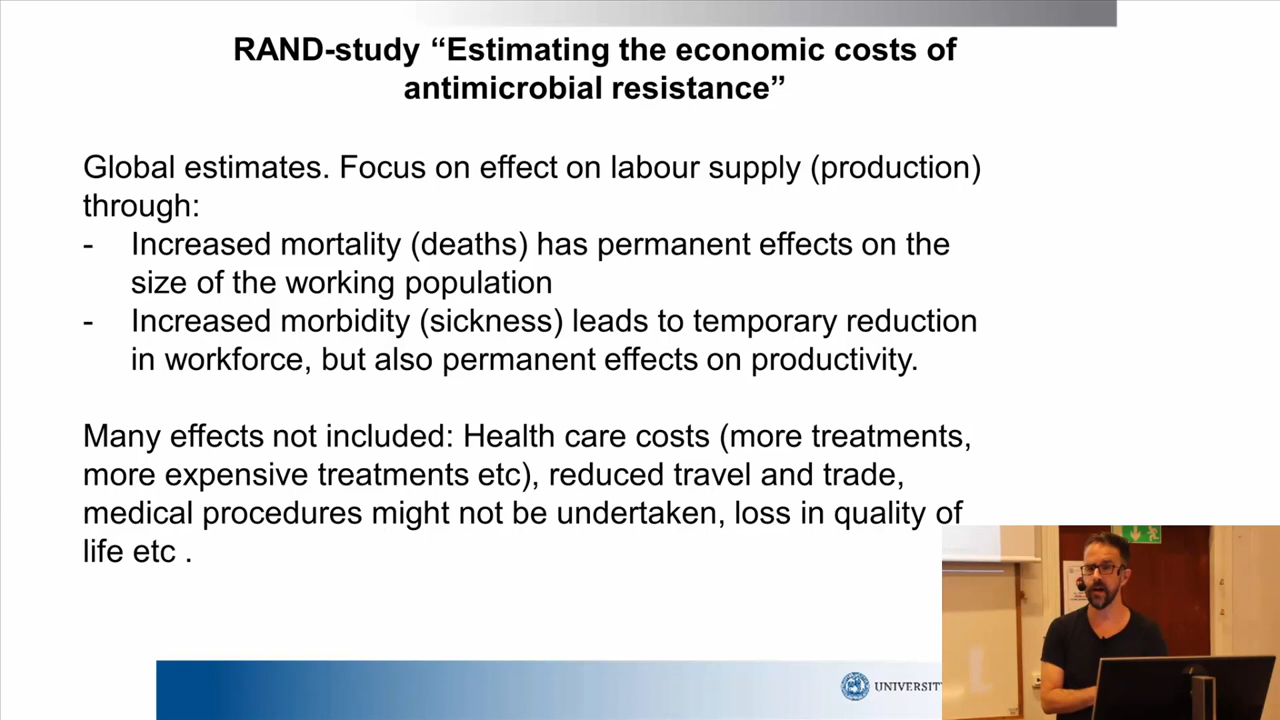 RAND-study “Estimating the economic costs of
antimicrobial resistance”
Global estimates. Focus on effect on labour supply (production)
through:
- Increased mortality (deaths) has permanent effects on the
size of the working population
- Increased morbidity (sickness) leads to temporary reduction
in workforce, but also permanent effects on productivity.
Many effects not included: Health care costs (more treatments,
more expensive treatments etc), reduced travel and trade,
medical procedures might not be undertaken, loss in quality of
life etc .